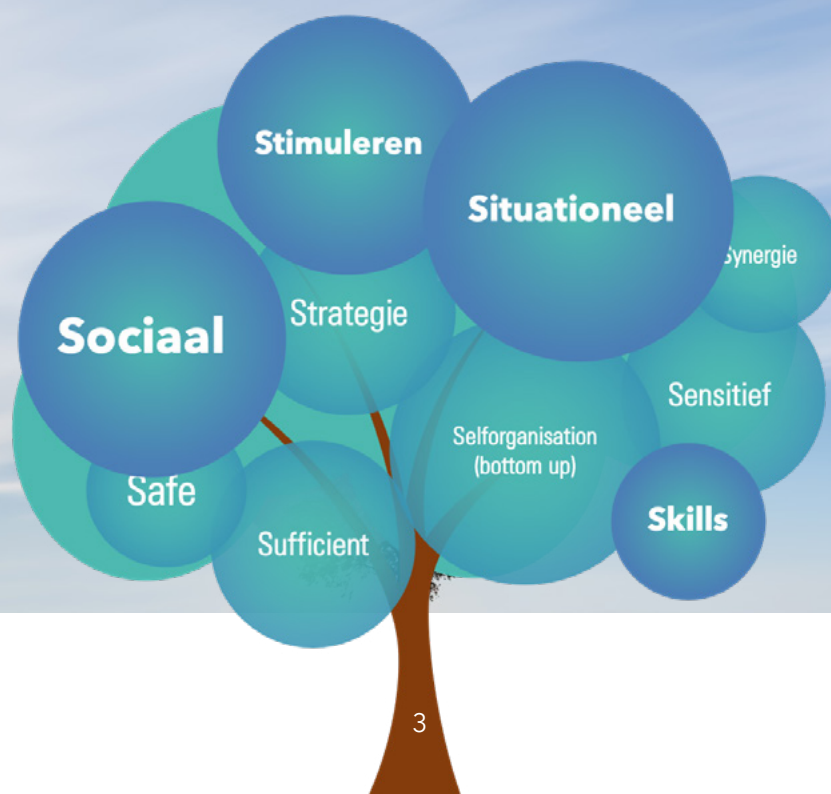 Stimuleren
Situationeel
Synergie
Strategie
Sociaal
Sensitief
Selforganisation
(bottom up)
Safe
Skills
Sufficient
3